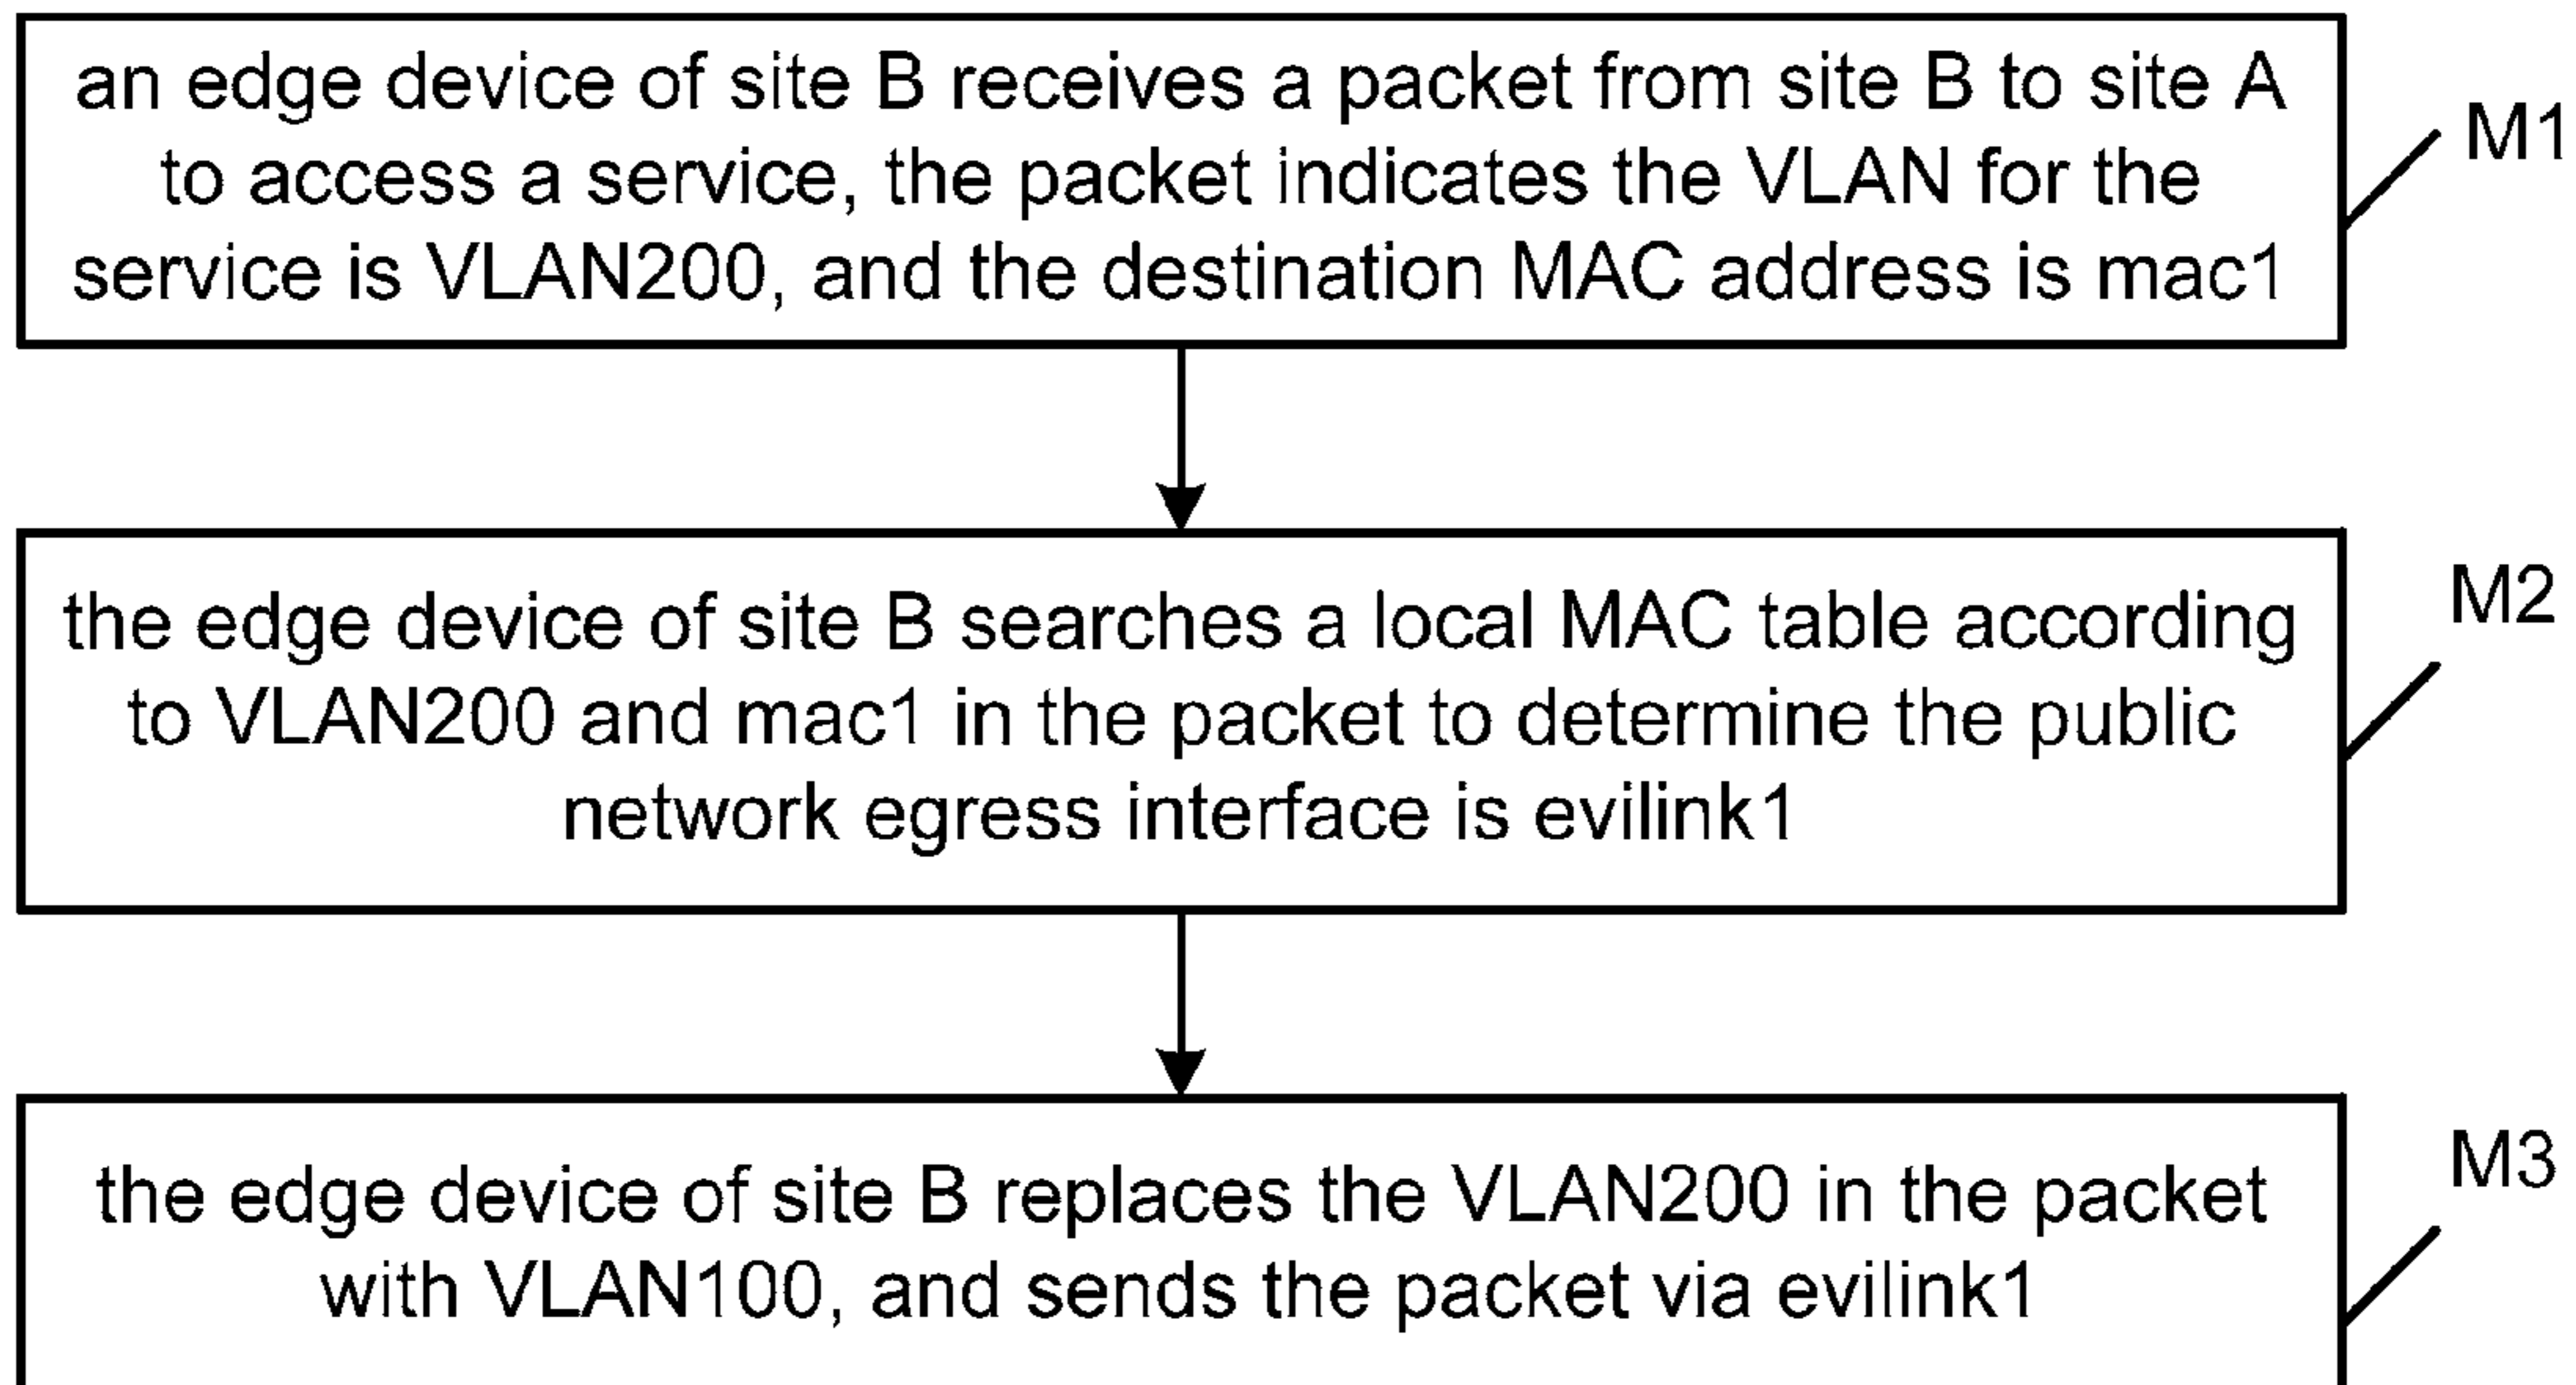 an edge device of site B receives a packet from site B to site A
to access a service, the packet indicates the VLAN for the
service is VLAN200, and the destination MAC address is mac1
M1
the edge device of site B searches a local MAC table according
to VLAN200 and mac1 in the packet to determine the public
network egress interface is evilink1
M2
the edge device of site B replaces the VLAN200 in the packet
with VLAN100, and sends the packet via evilink1
M3